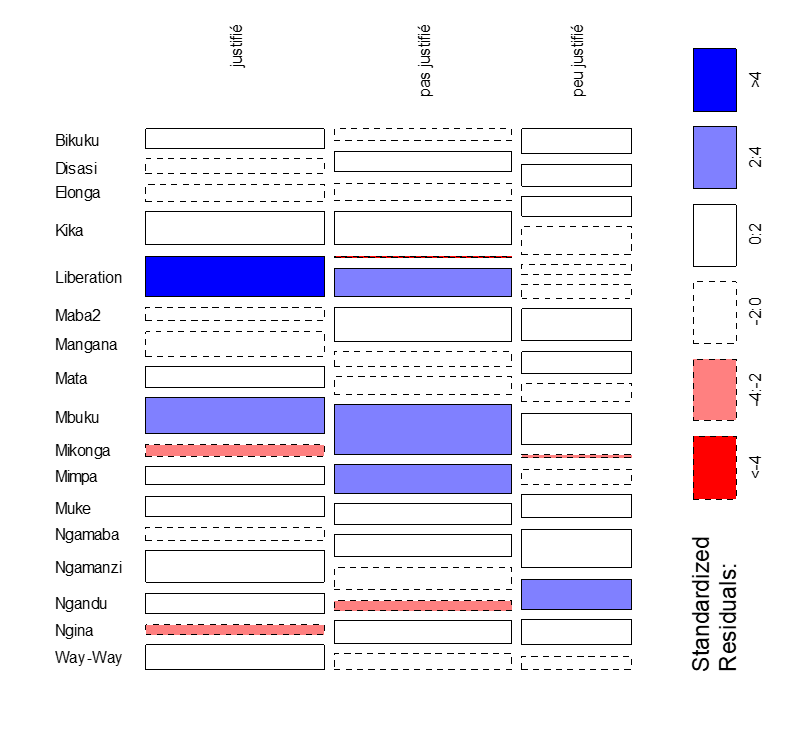 justifié
pas justifié
peu justifié
Bikuku
Disasi
Elonga
Kika
Liberation
Maba2
Mangana
Mata
Mbuku
Mikonga
Mimpa
Muke
Ngamaba
Ngamanzi
Ngandu
Ngina
Way-Way
>4
2:4
0:2
-2:0
-4:-2
<-4
Standardized
Residuals: